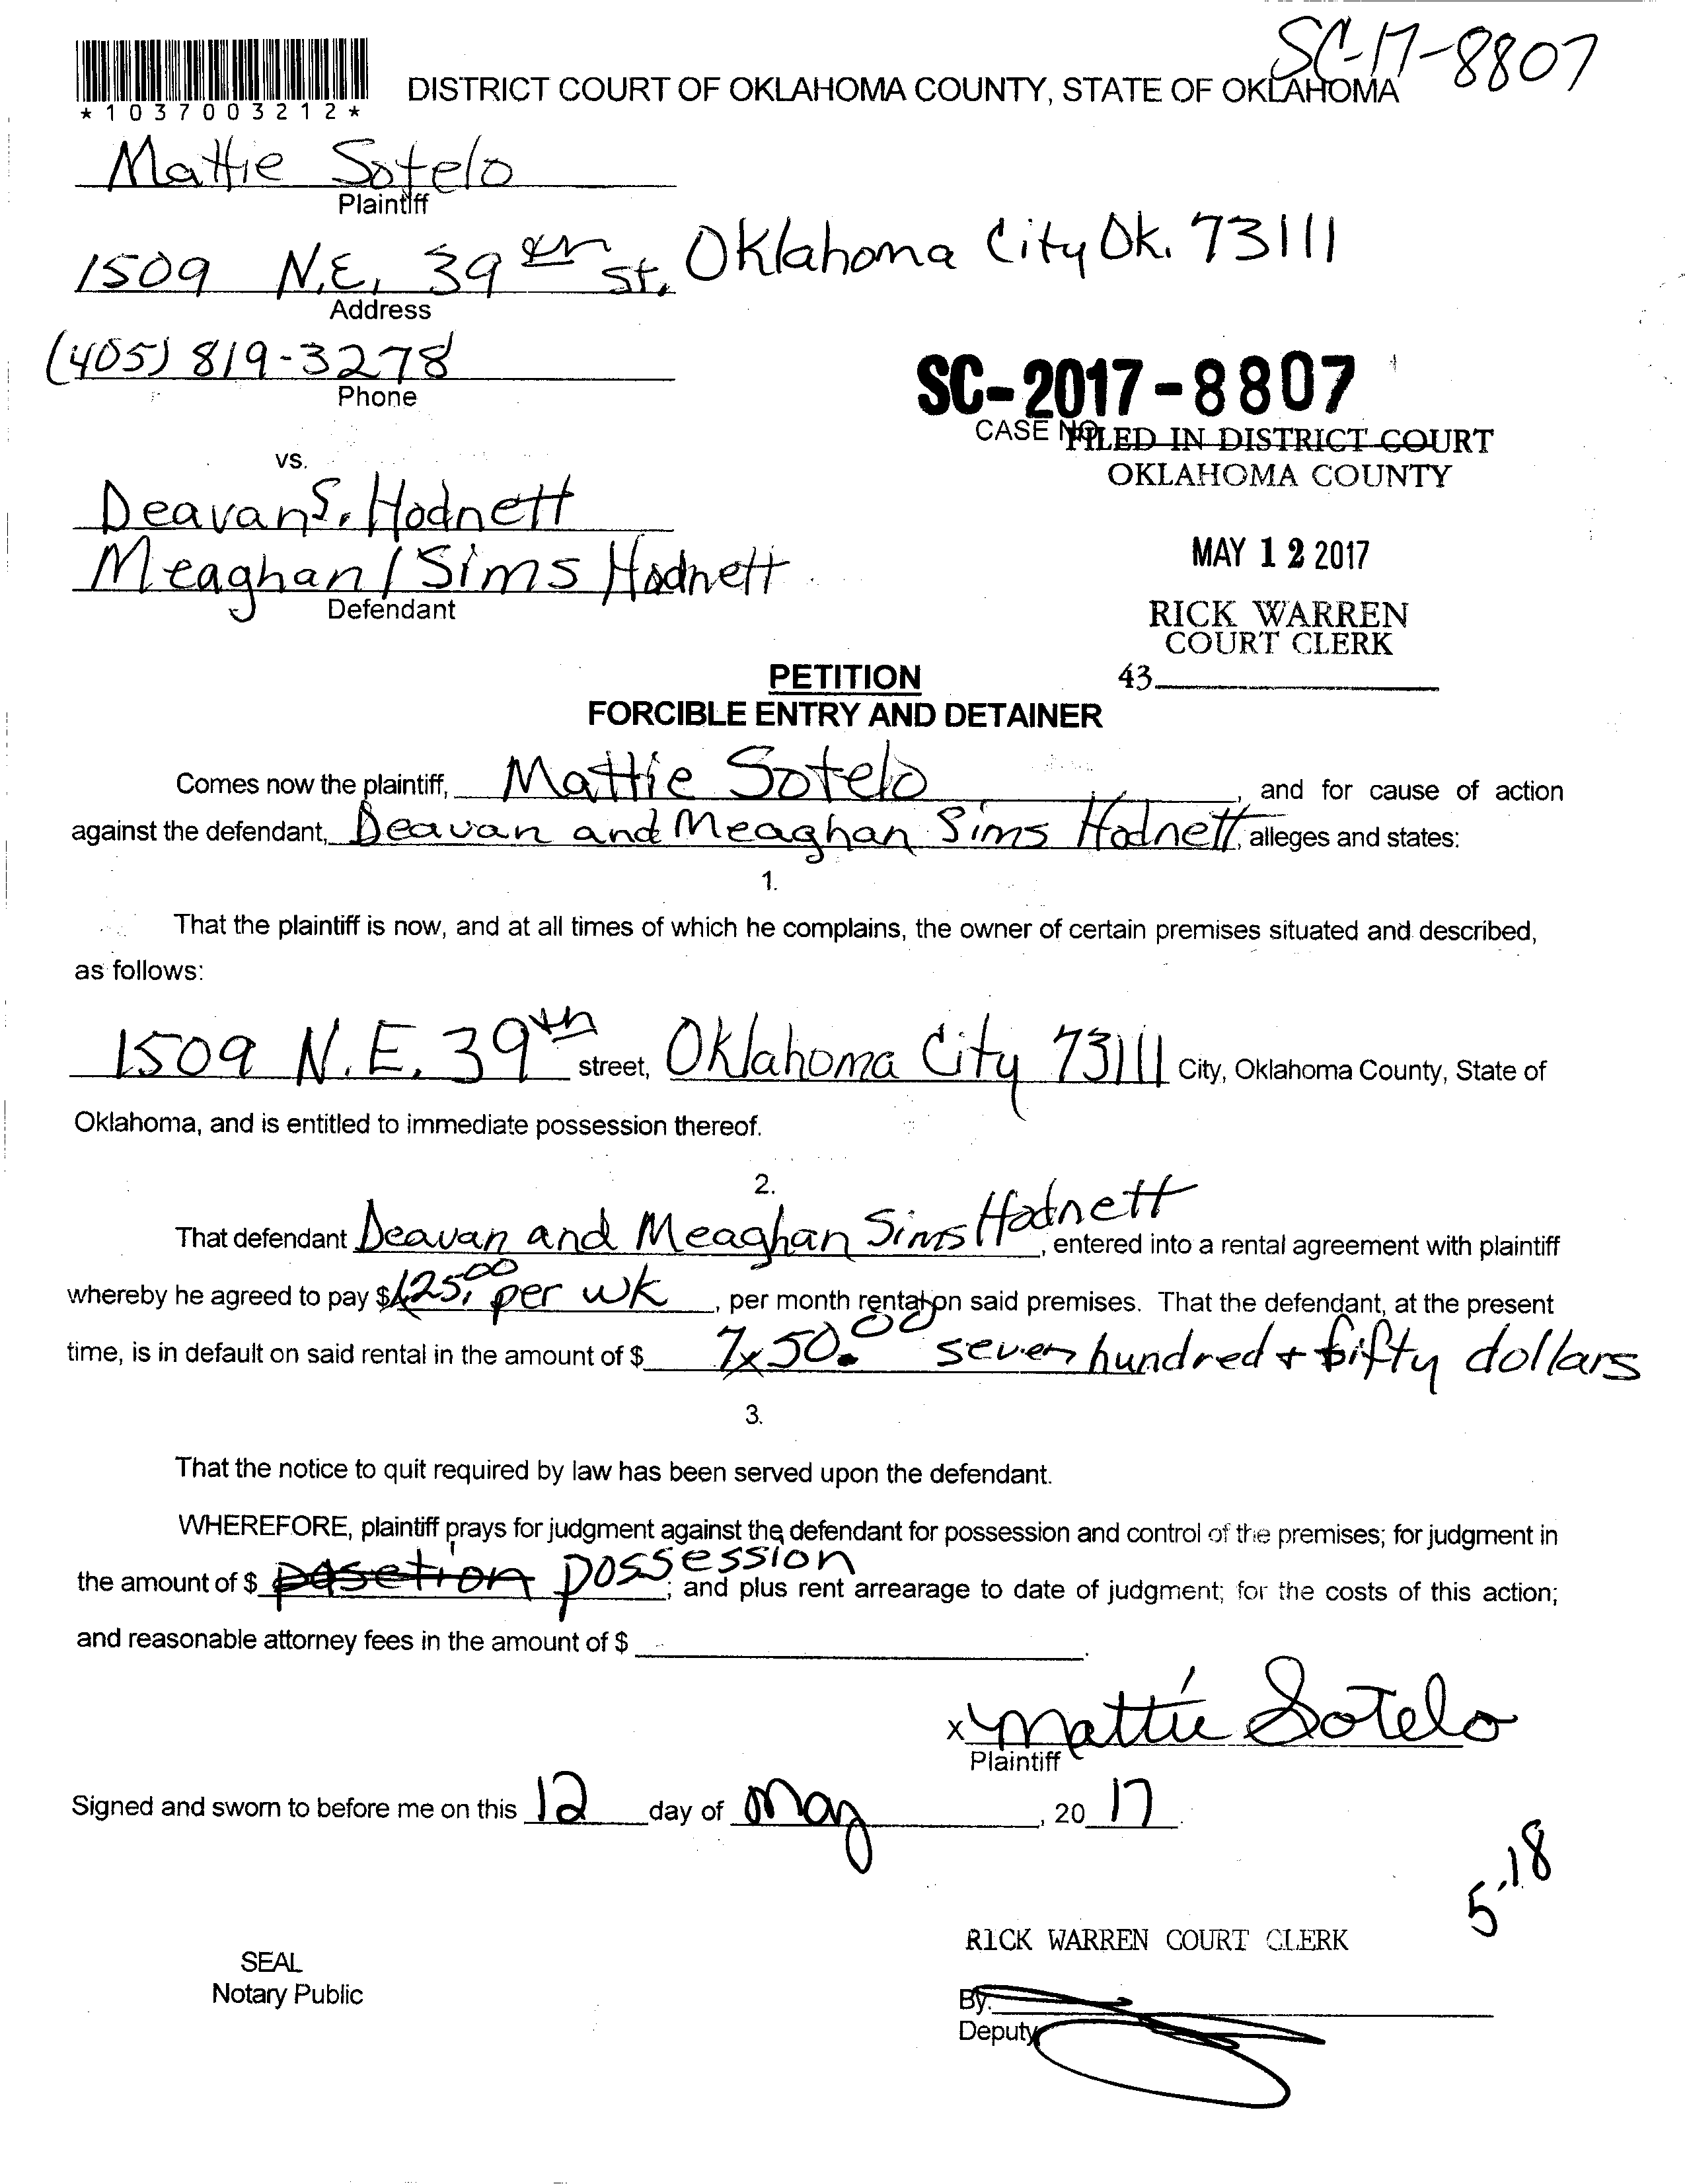 SC-17-8807
*1037003212*
DISTRICT COURT OF OKLAHOMA COUNTY, STATE OF OKLAHOMA
Mattie Sotelo
Plaintiff
1509 N.E. 39th st. Oklahoma City Ok. 73111
Address
(405) 819-3278
Phone
SC-2017-8807
CASE NO.
FILED IN DISTRICT COURT
OKLAHOMA COUNTY
vs.
Deavan S. Hodnett
MAY 12 2017
Meaghan / Sims Hodnett
Defendant
RICK WARREN
COURT CLERK
43
PETITION
FORCIBLE ENTRY AND DETAINER
Comes now the plaintiff, Mattie Sotelo, and for cause of action
against the defendant, Deavan and Meaghan Sims Hodnett, alleges and states:
1.
That the plaintiff is now, and at all times of which he complains, the owner of certain premises situated and described,
as follows:
1509 N.E. 39th street, Oklahoma City 73111 City, Oklahoma County, State of
Oklahoma, and is entitled to immediate possession thereof.
2.
That defendant Deavan and Meaghan Sims Hodnett, entered into a rental agreement with plaintiff
whereby he agreed to pay $125.00 per wk, per month rental on said premises. That the defendant, at the present
time, is in default on said rental in the amount of $ 750.00 seven hundred + fifty dollars
3.
That the notice to quit required by law has been served upon the defendant.
WHEREFORE, plaintiff prays for judgment against the defendant for possession and control of the premises; for judgment in
the amount of $ pasetion possession; and plus rent arrearage to date of judgment; for the costs of this action;
and reasonable attorney fees in the amount of $ .
x Mattie Sotelo
Plaintiff
Signed and sworn to before me on this 12 day of May, 20 17
5-18
RICK WARREN COURT CLERK
SEAL
Notary Public
By:
Deputy